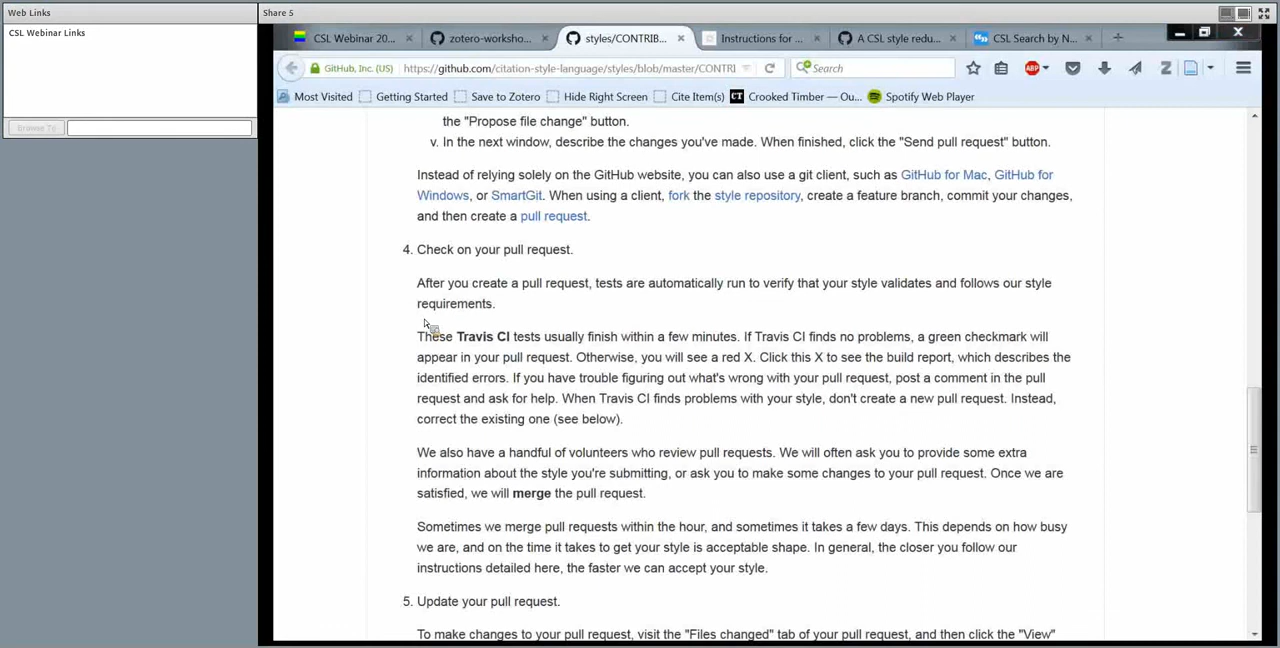 Web Links
Share 5
CSL Webinar Links
Browse To
CSL Webinar 20...
zotero-worksho...
styles/CONTRIB...
Instructions for ...
A CSL style redu...
CSL Search by N...
GitHub, Inc. (US)
https://github.com/citation-style-language/styles/blob/master/CONTRI
Search
ABP
Z
Most Visited
Getting Started
Save to Zotero
Hide Right Screen
Cite Item(s)
CT Crooked Timber — Ou...
Spotify Web Player
the "Propose file change" button.
v. In the next window, describe the changes you've made. When finished, click the "Send pull request" button.
Instead of relying solely on the GitHub website, you can also use a git client, such as GitHub for Mac, GitHub for
Windows, or SmartGit. When using a client, fork the style repository, create a feature branch, commit your changes,
and then create a pull request.
4. Check on your pull request.
After you create a pull request, tests are automatically run to verify that your style validates and follows our style
requirements.
These Travis CI tests usually finish within a few minutes. If Travis CI finds no problems, a green checkmark will
appear in your pull request. Otherwise, you will see a red X. Click this X to see the build report, which describes the
identified errors. If you have trouble figuring out what's wrong with your pull request, post a comment in the pull
request and ask for help. When Travis CI finds problems with your style, don't create a new pull request. Instead,
correct the existing one (see below).
We also have a handful of volunteers who review pull requests. We will often ask you to provide some extra
information about the style you're submitting, or ask you to make some changes to your pull request. Once we are
satisfied, we will merge the pull request.
Sometimes we merge pull requests within the hour, and sometimes it takes a few days. This depends on how busy
we are, and on the time it takes to get your style is acceptable shape. In general, the closer you follow our
instructions detailed here, the faster we can accept your style.
5. Update your pull request.
To make changes to your pull request, visit the "Files changed" tab of your pull request, and then click the "View"